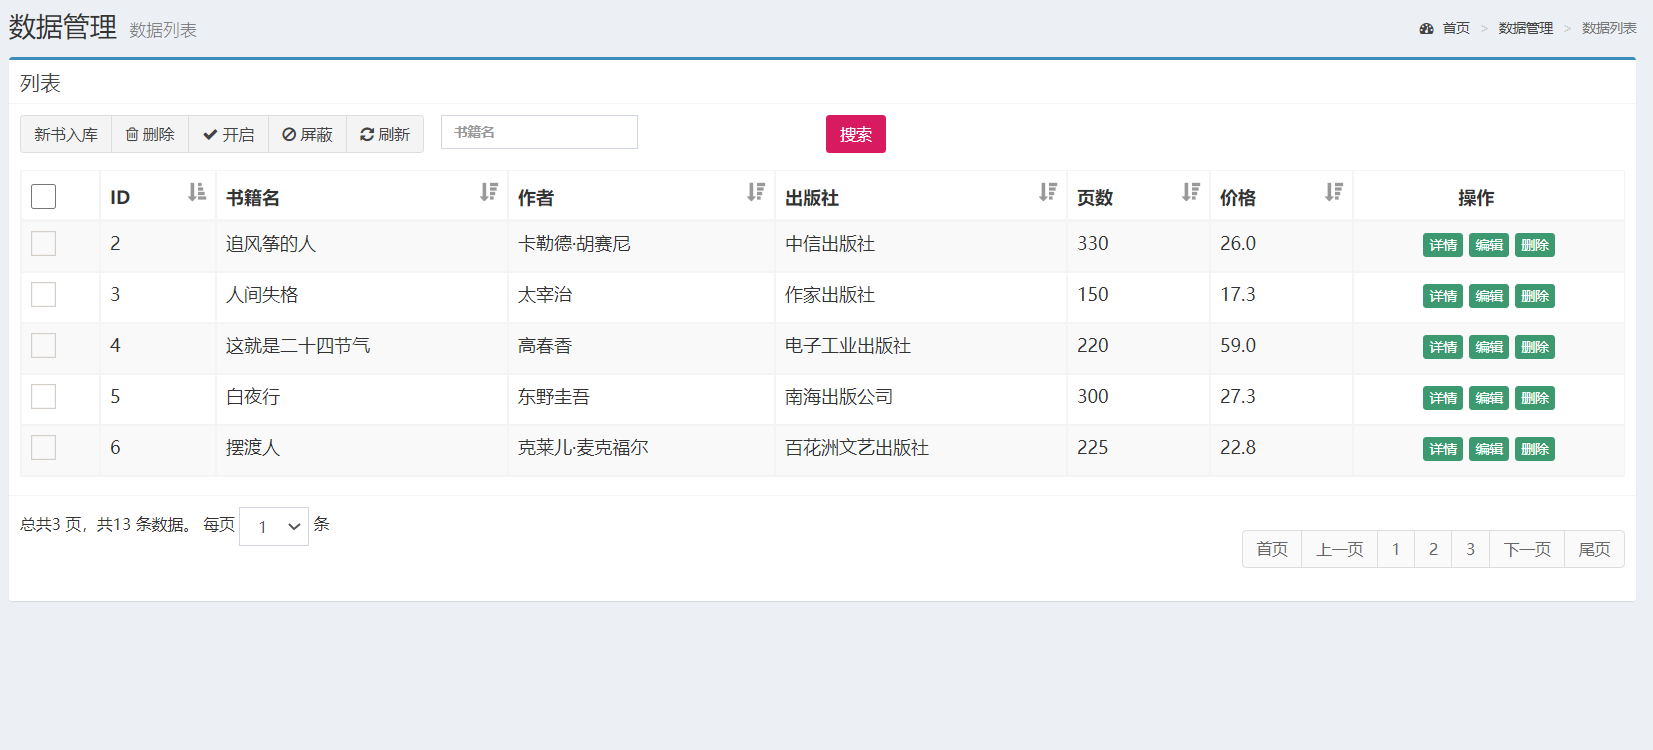 数据管理 数据列表
首页 > 数据管理 > 数据列表
列表
新书入库 删除 开启 屏蔽 刷新 书籍名 搜索
ID 书籍名 作者 出版社 页数 价格 操作
2 追风筝的人 卡勒德·胡赛尼 中信出版社 330 26.0 详情 编辑 删除
3 人间失格 太宰治 作家出版社 150 17.3 详情 编辑 删除
4 这就是二十四节气 高春香 电子工业出版社 220 59.0 详情 编辑 删除
5 白夜行 东野圭吾 南海出版公司 300 27.3 详情 编辑 删除
6 摆渡人 克莱儿·麦克福尔 百花洲文艺出版社 225 22.8 详情 编辑 删除
总共3 页，共13 条数据。 每页 1 条
首页 上一页 1 2 3 下一页 尾页